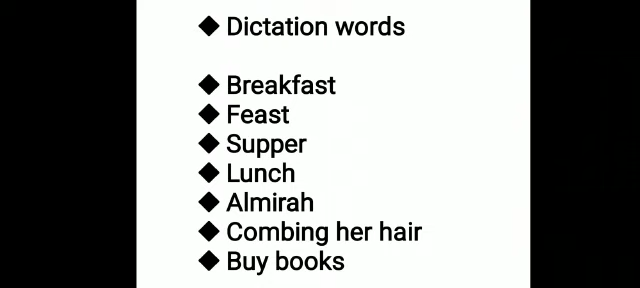 ◆ Dictation words
◆ Breakfast
◆ Feast
◆ Supper
◆ Lunch
◆ Almirah
◆ Combing her hair
◆ Buy books